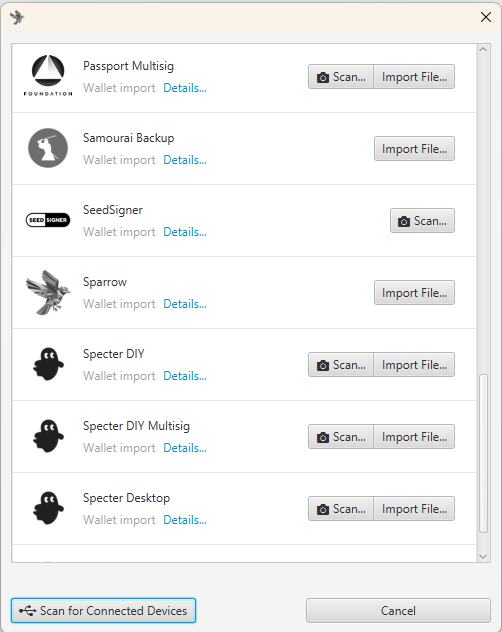 FOUNDATION
Passport Multisig
Wallet import Details...
Scan... Import File...
Samourai Backup
Wallet import Details...
Import File...
SEED SIGNER
SeedSigner
Wallet import Details...
Scan...
Sparrow
Wallet import Details...
Import File...
Specter DIY
Wallet import Details...
Scan... Import File...
Specter DIY Multisig
Wallet import Details...
Scan... Import File...
Specter Desktop
Wallet import Details...
Scan... Import File...
Scan for Connected Devices
Cancel